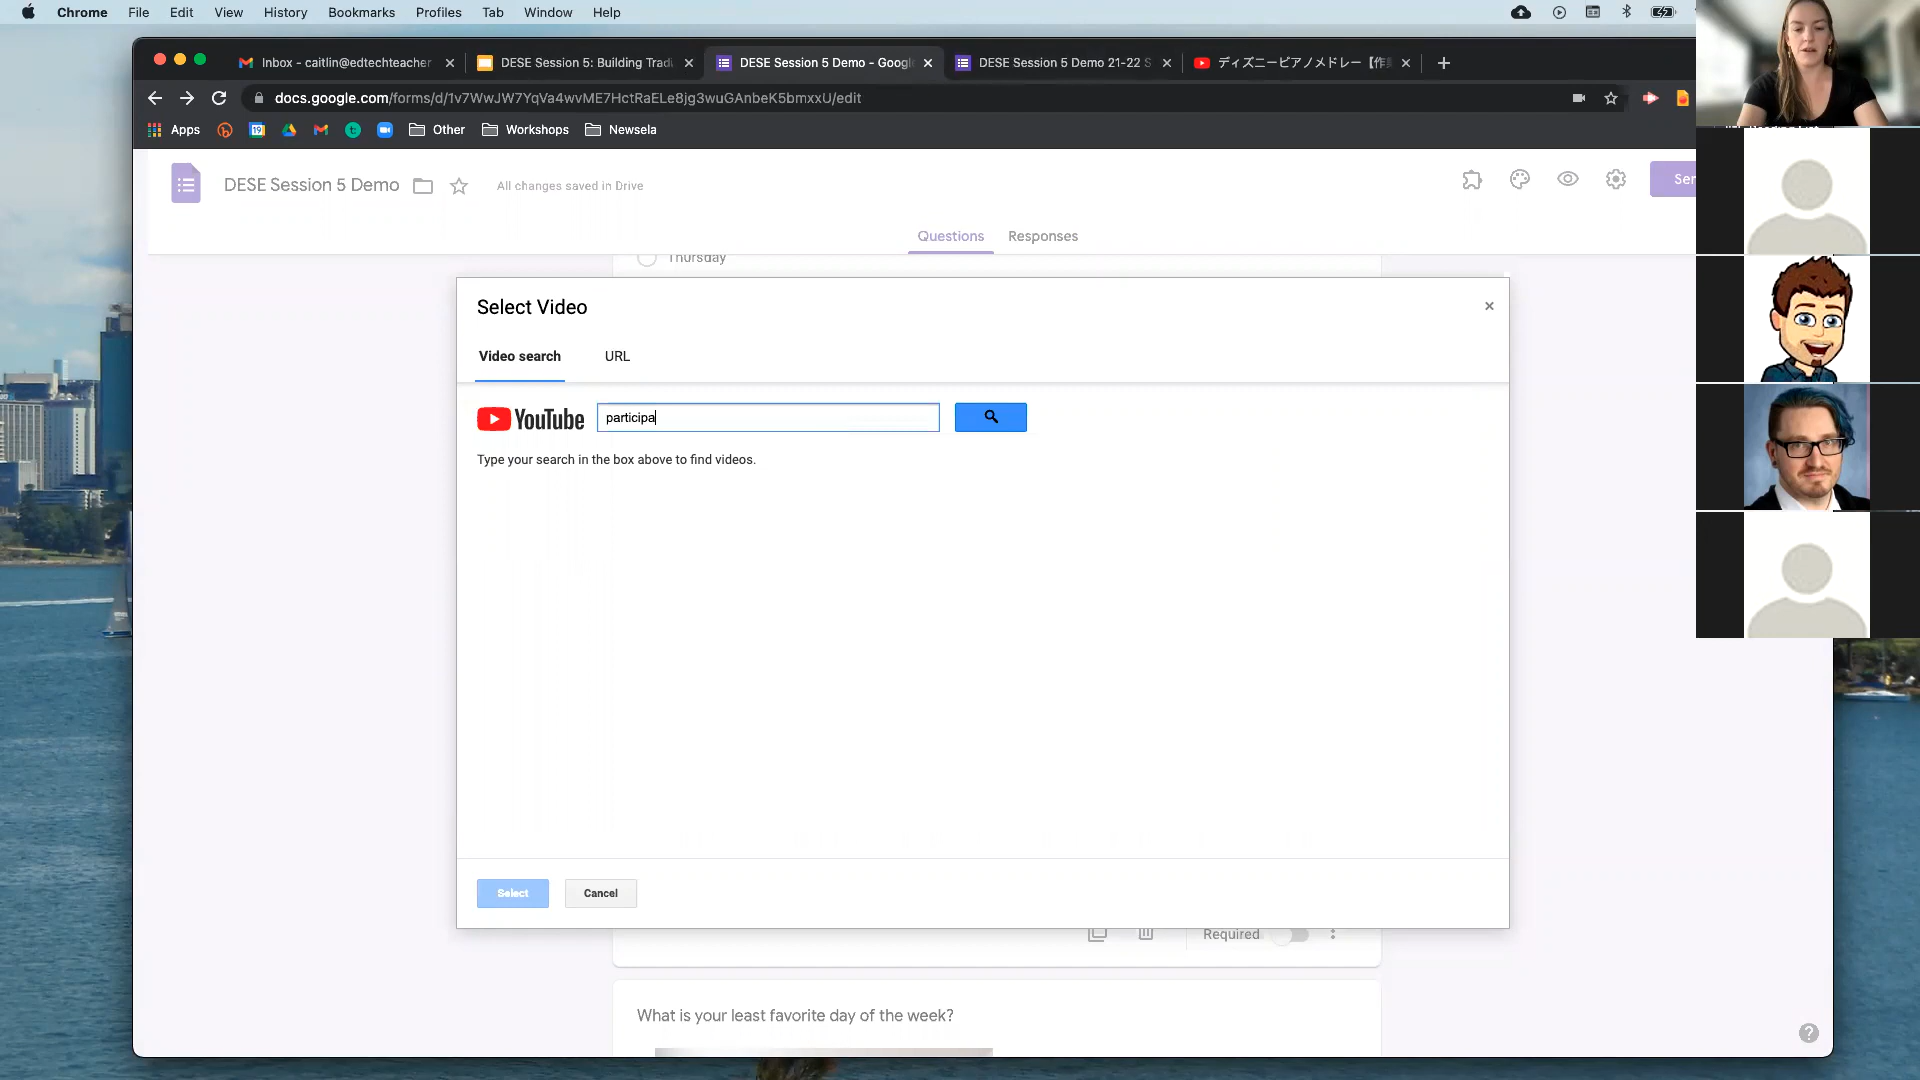 Chrome File Edit View History Bookmarks Profiles Tab Window Help
Inbox - caitlin@edtechteacher
DESE Session 5: Building Trad
DESE Session 5 Demo - Google
DESE Session 5 Demo 21-22 S
ディズニーピアノメドレー【作
docs.google.com/forms/d/1v7WwJW7YqVa4wvME7HctRaELe8jg3wuGAnbeK5bmxxU/edit
Apps
19
Other
Workshops
Newsela
DESE Session 5 Demo
All changes saved in Drive
Questions
Responses
Thursday
Select Video
Video search
URL
YouTube
participa
Type your search in the box above to find videos.
Select
Cancel
Required
What is your least favorite day of the week?